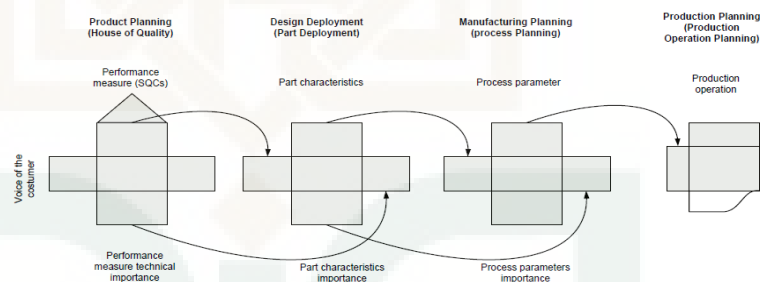 Product Planning
(House of Quality)
Design Deployment
(Part Deployment)
Manufacturing Planning
(process Planning)
Production Planning
(Production
Operation Planning)
Performance
measure (SQCs)
Part characteristics
Process parameter
Production
operation
Voice of the
costumer
Performance
measure technical
importance
Part characteristics
importance
Process parameters
importance